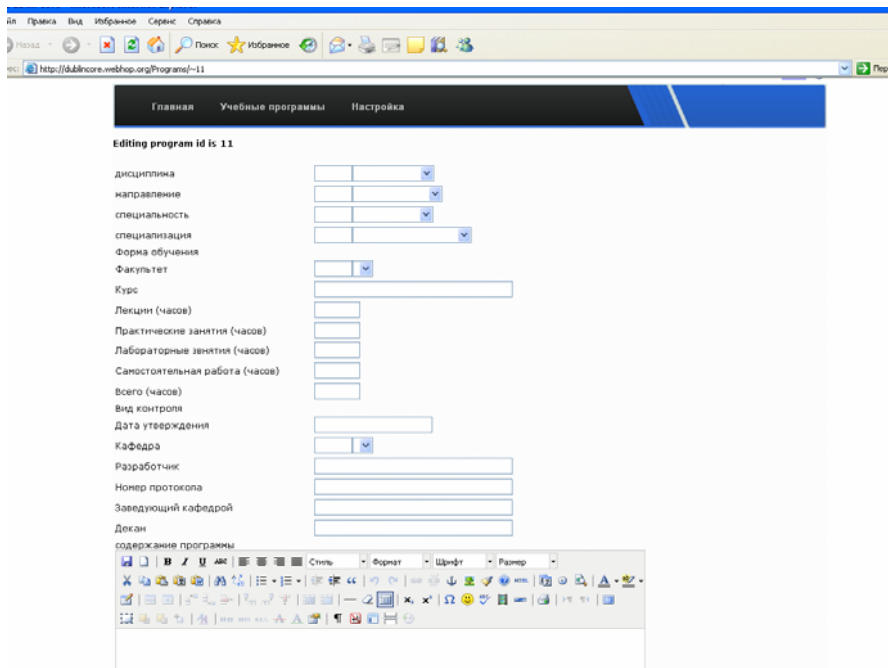 Правка Вид Избранное Сервис Справка
Назад Поиск Избранное
http://dublincore.webhop.org/Programs/~11
Главная Учебные программы Настройка
Editing program id is 11
дисциплина
направление
специальность
специализация
Форма обучения
Факультет
Курс
Лекции (часов)
Практические занятия (часов)
Лабораторные занятия (часов)
Самостоятельная работа (часов)
Всего (часов)
Вид контроля
Дата утверждения
Кафедра
Разработчик
Номер протокола
Заведующий кафедрой
Декан
содержание программы
B I U ABC Стиль Формат Шрифт Размер
HTML A
x, x² Ω
A A ¶